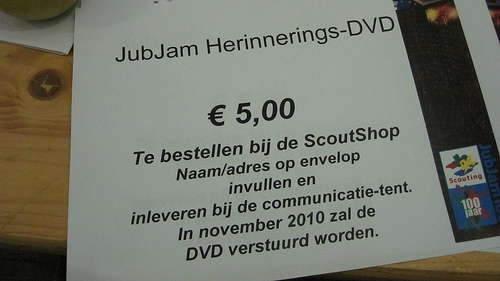 JubJam Herinnerings-DVD
€ 5,00
Te bestellen bij de ScoutShop
Naam/adres op envelop
invullen en
inleveren bij de communicatie-tent.
In november 2010 zal de
DVD verstuurd worden.
Scouting
100
jaar